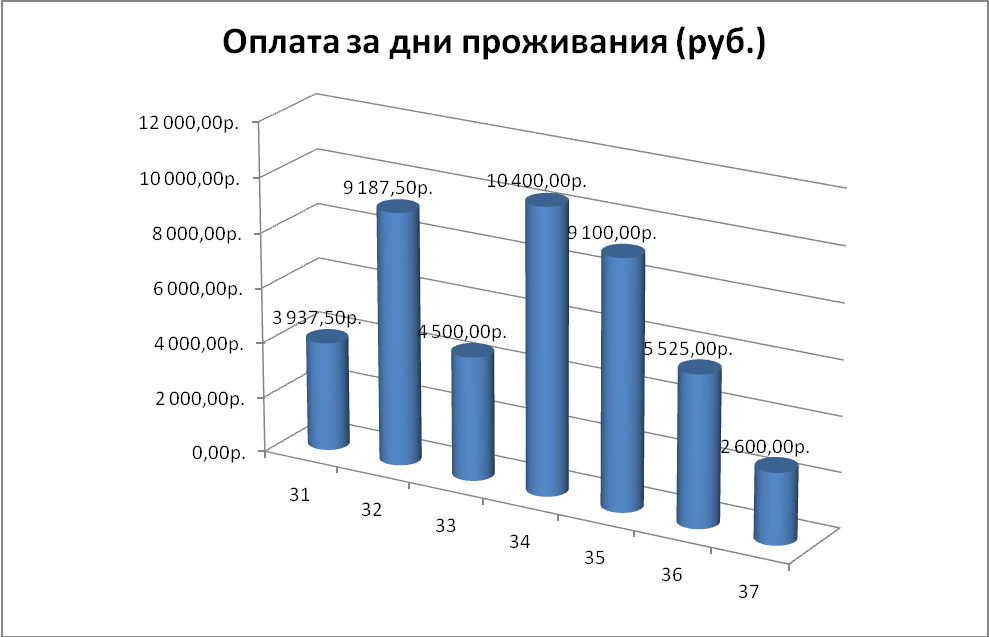 Оплата за дни проживания (руб.)
12 000,00р.
10 000,00р.
8 000,00р.
6 000,00р.
4 000,00р.
2 000,00р.
0,00р.
3 937,50р.
9 187,50р.
4 500,00р.
10 400,00р.
9 100,00р.
5 525,00р.
2 600,00р.
31
32
33
34
35
36
37